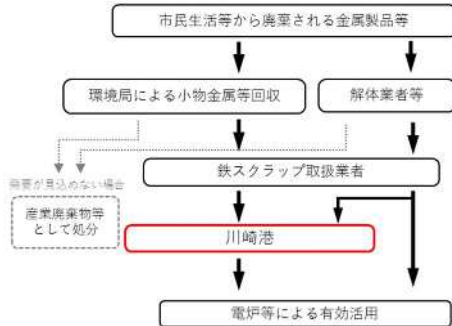 市民生活等から廃棄される金属製品等
環境局による小物金属等回収
解体業者等
需要が見込めない場合
鉄スクラップ取扱業者
産業廃棄物等
として処分
川崎港
電炉等による有効活用